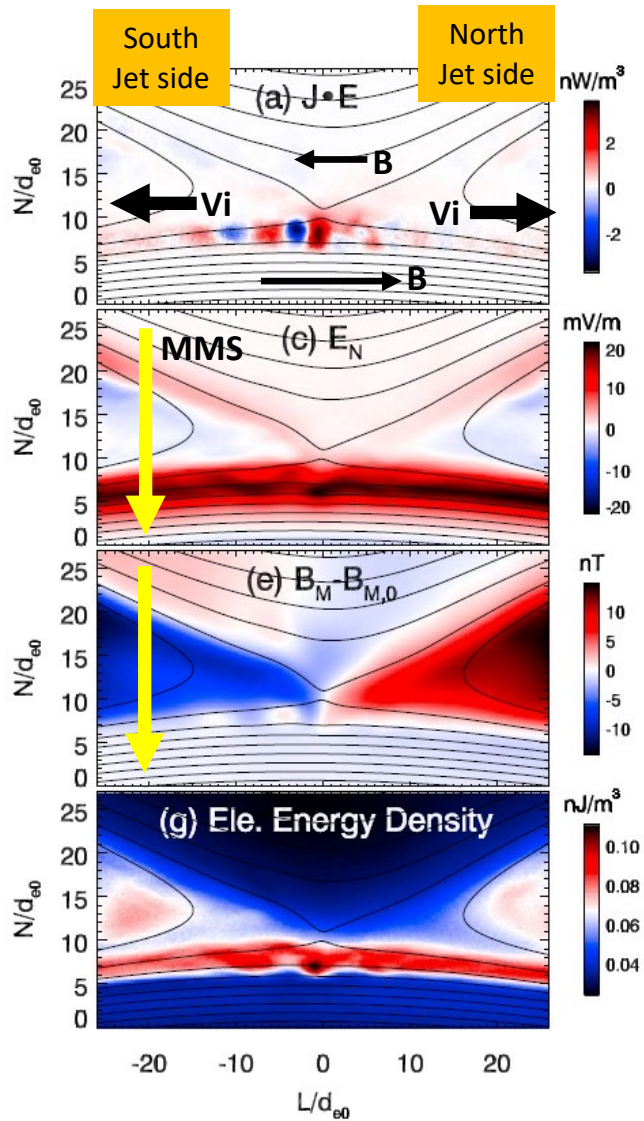 South
Jet side
North
Jet side
(a) J•E
nW/m³
25
20
15
10
5
0
N/d_e0
B
Vi
Vi
B
2
0
-2
MMS
(c) E_N
mV/m
25
20
15
10
5
0
N/d_e0
20
10
0
-10
-20
(e) B_M-B_M,0
nT
25
20
15
10
5
0
N/d_e0
10
5
0
-5
-10
(g) Ele. Energy Density
nJ/m³
25
20
15
10
5
0
N/d_e0
0.10
0.08
0.06
0.04
-20 -10 0 10 20
L/d_e0